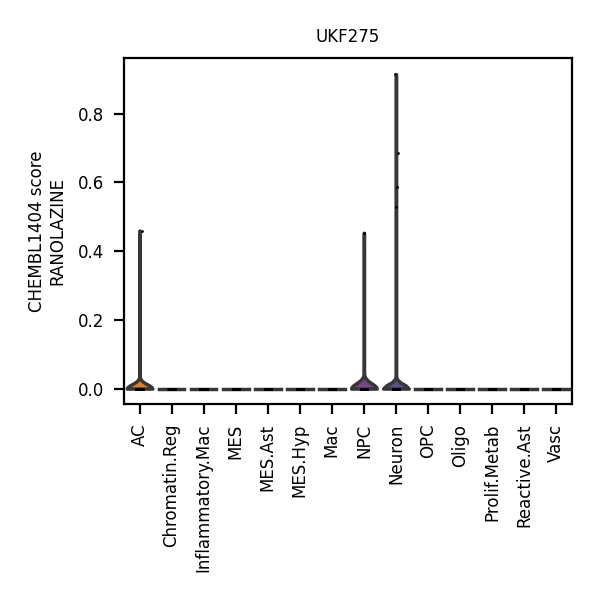 UKF275
CHEMBL1404 score
RANOLAZINE
0.8
0.6
0.4
0.2
0.0
AC
Chromatin.Reg
Inflammatory.Mac
MES
MES.Ast
MES.Hyp
Mac
NPC
Neuron
OPC
Oligo
Prolif.Metab
Reactive.Ast
Vasc